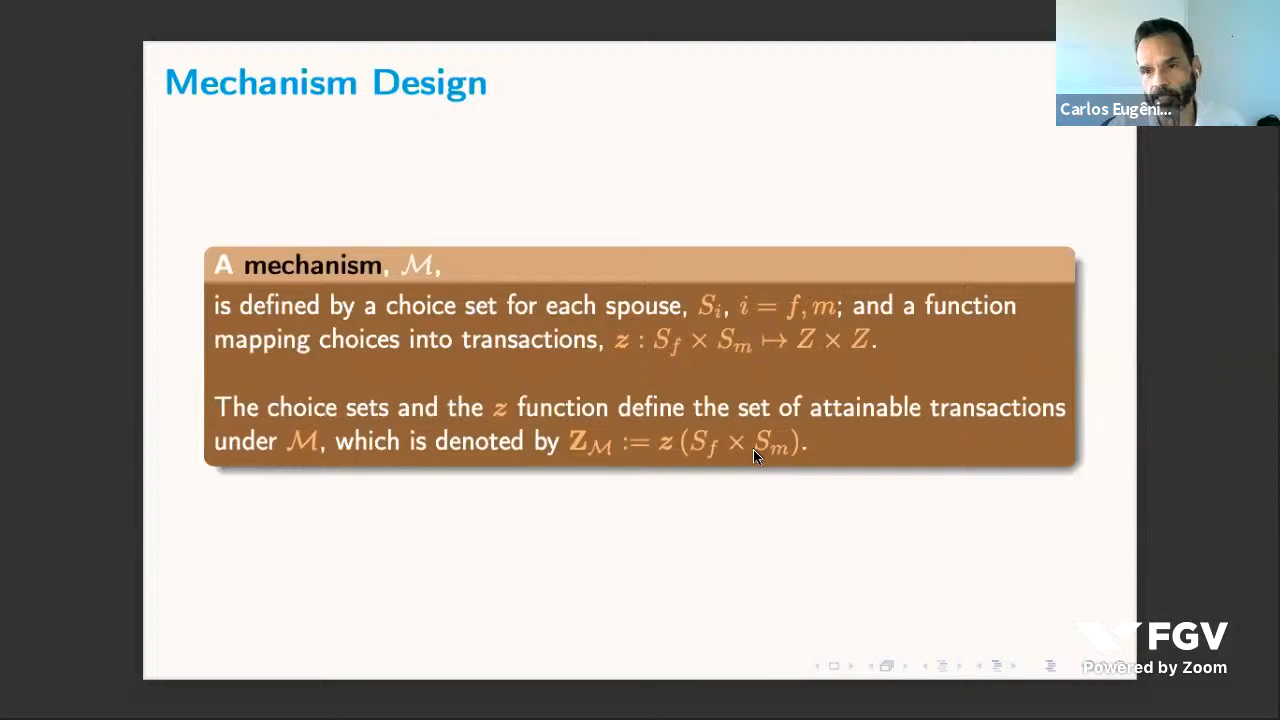 Mechanism Design
Carlos Eugêni...
A mechanism, ℳ,
is defined by a choice set for each spouse, S_i, i = f, m; and a function
mapping choices into transactions, z : S_f × S_m ↦ Z × Z.
The choice sets and the z function define the set of attainable transactions
under ℳ, which is denoted by Z_ℳ := z (S_f × S_m).
FGV
Powered by Zoom